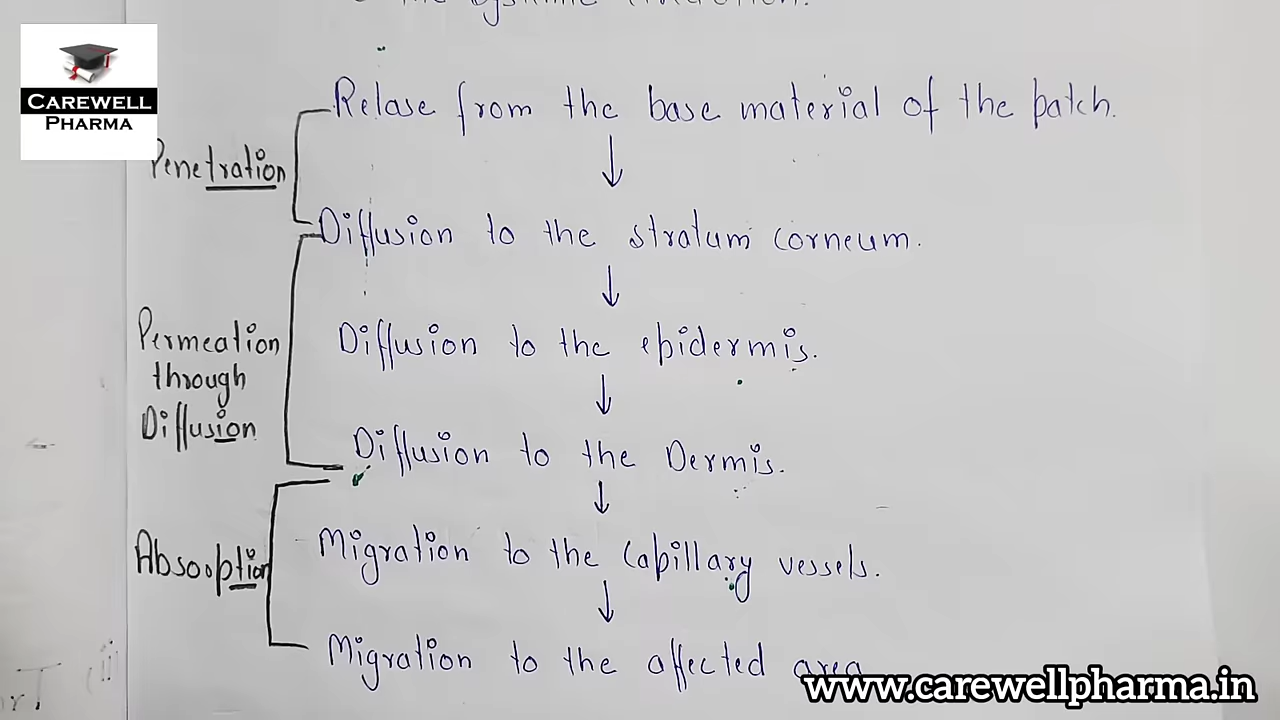 CAREWELL
PHARMA
Relase from the base material of the patch.
Penetration
Diffusion to the stratum corneum.
Diffusion to the epidermis.
Permeation
through
Diffusion
Diffusion to the Dermis.
Migration to the capillary vessels.
Absooption
Migration to the affected area
www.carewellpharma.in